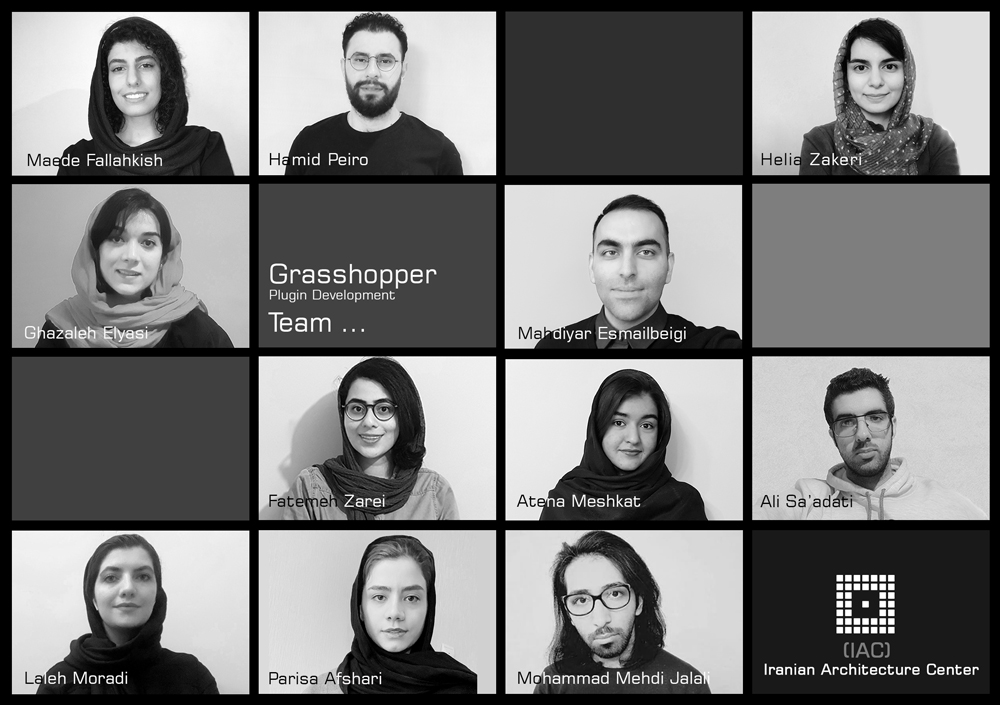 Maede Fallahkish
Hamid Peiro
Helia Zakeri
Ghazaleh Elyasi
Grasshopper
Plugin Development
Team ...
Mahdiyar Esmailbeigi
Fatemeh Zarei
Atena Meshkat
Ali Sa'adati
Laleh Moradi
Parisa Afshari
Mohammad Mehdi Jalali
(IAC)
Iranian Architecture Center